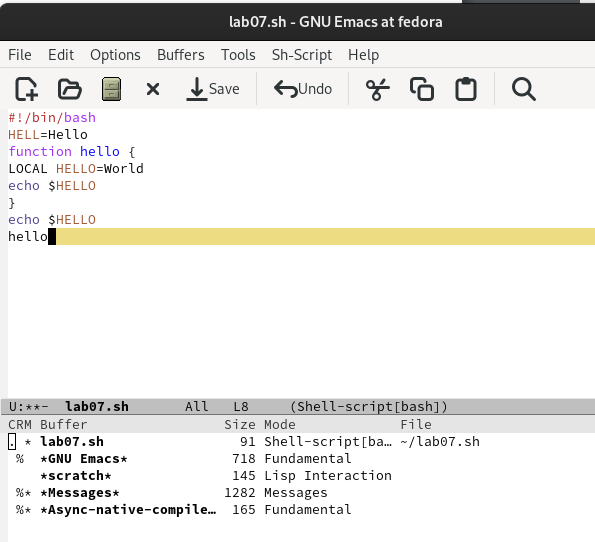 lab07.sh - GNU Emacs at fedora
File Edit Options Buffers Tools Sh-Script Help
Save Undo
#!/bin/bash
HELL=Hello
function hello {
LOCAL HELLO=World
echo $HELLO
}
echo $HELLO
hello
U:**- lab07.sh All L8 (Shell-script[bash])
CRM Buffer Size Mode File
. * lab07.sh 91 Shell-script[ba… ~/lab07.sh
% *GNU Emacs* 718 Fundamental
*scratch* 145 Lisp Interaction
%* *Messages* 1282 Messages
%* *Async-native-compile… 165 Fundamental